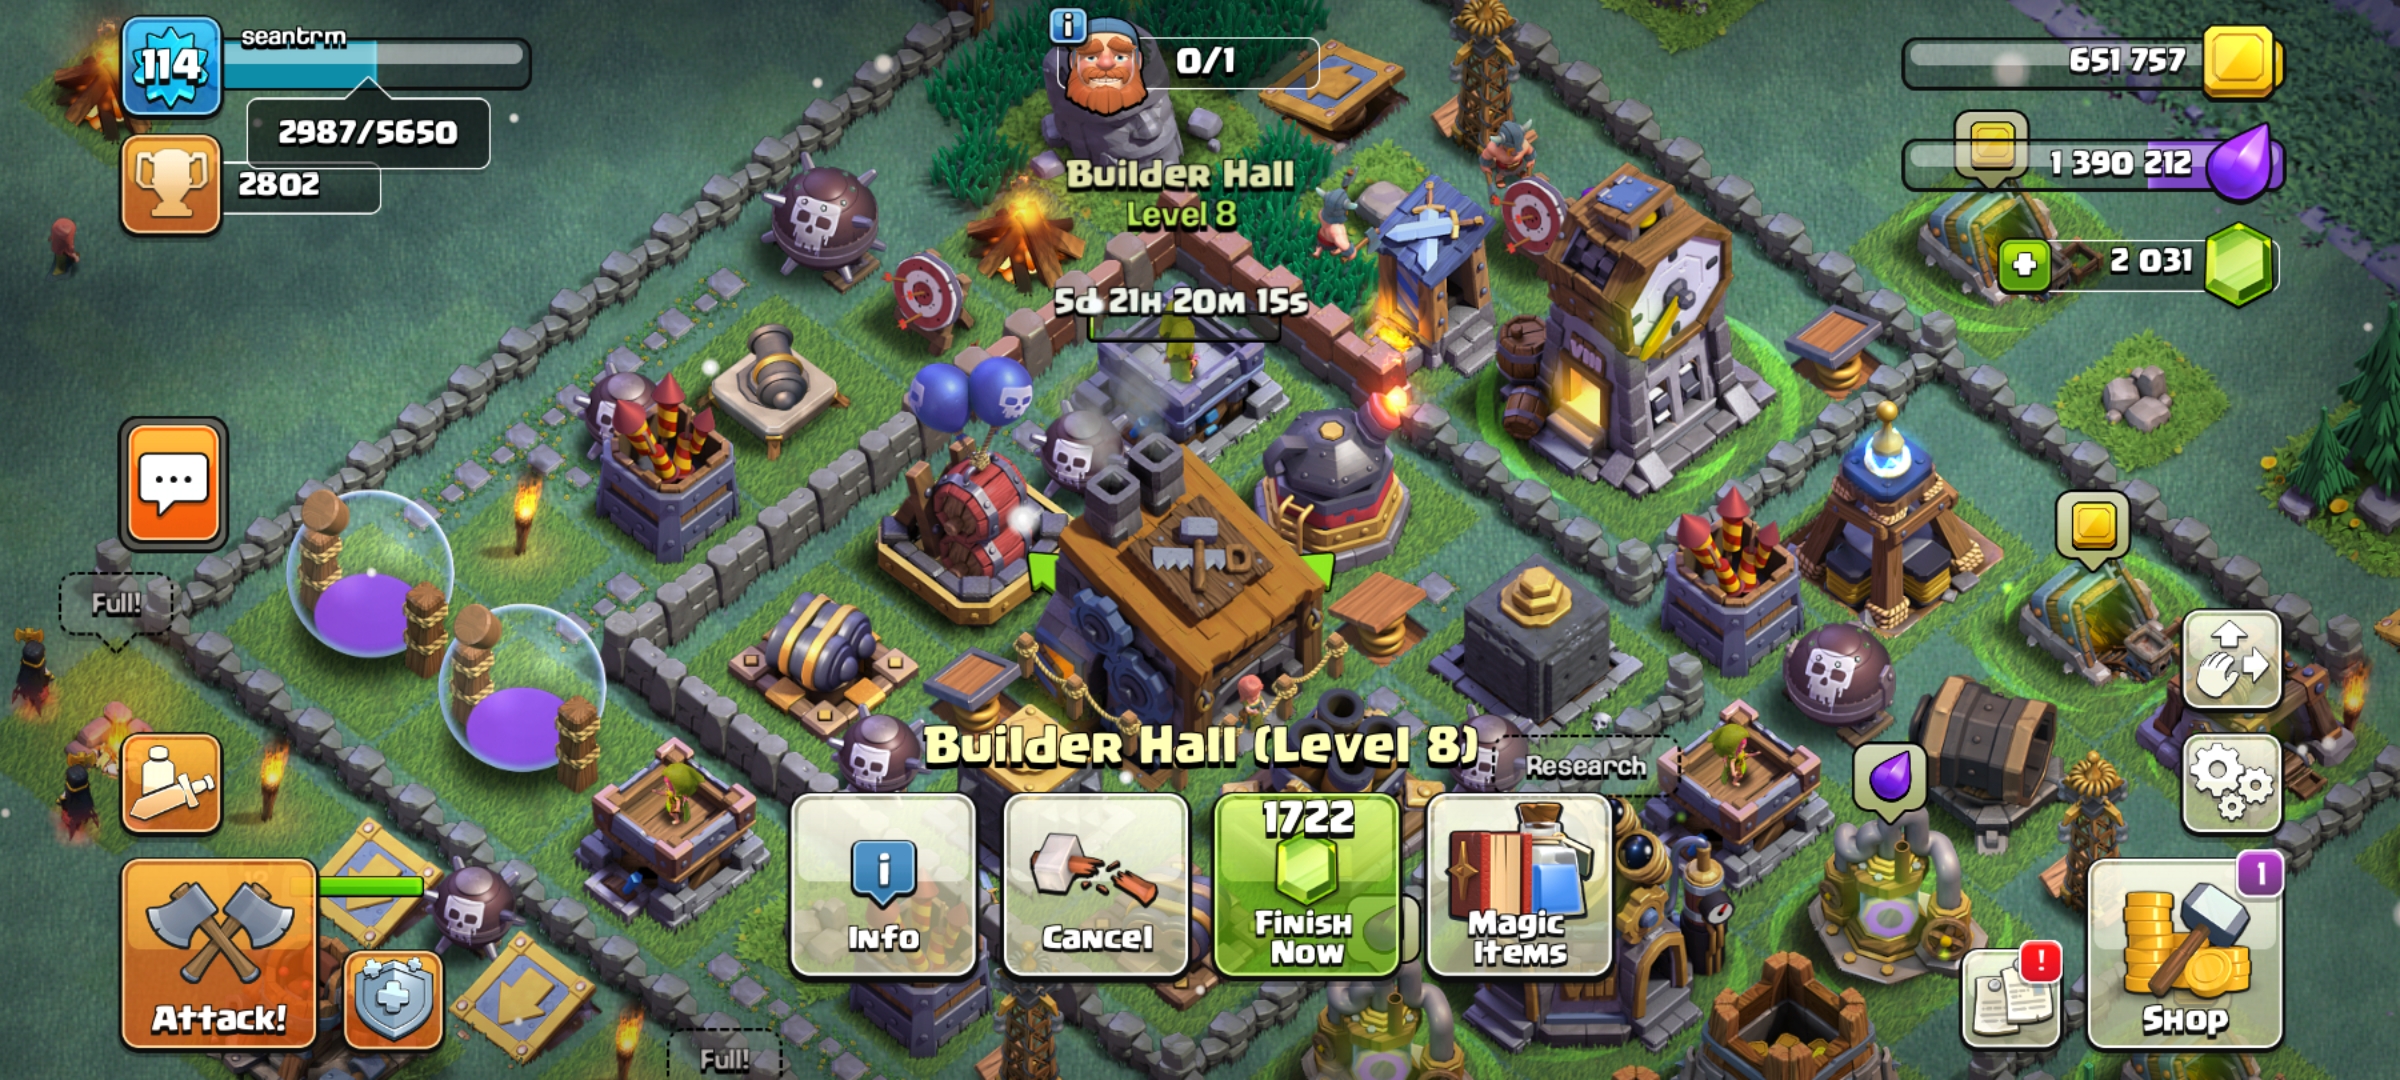 114
seantrm
2987/5650
2802
0/1
651 757
1 390 212
2 031
Builder Hall
Level 8
5d 21H 20M 15s
VIII
Full!
Builder Hall (Level 8)
Research
Info
Cancel
1722
Finish
Now
Magic
Items
Attack!
Full!
1
!
Shop